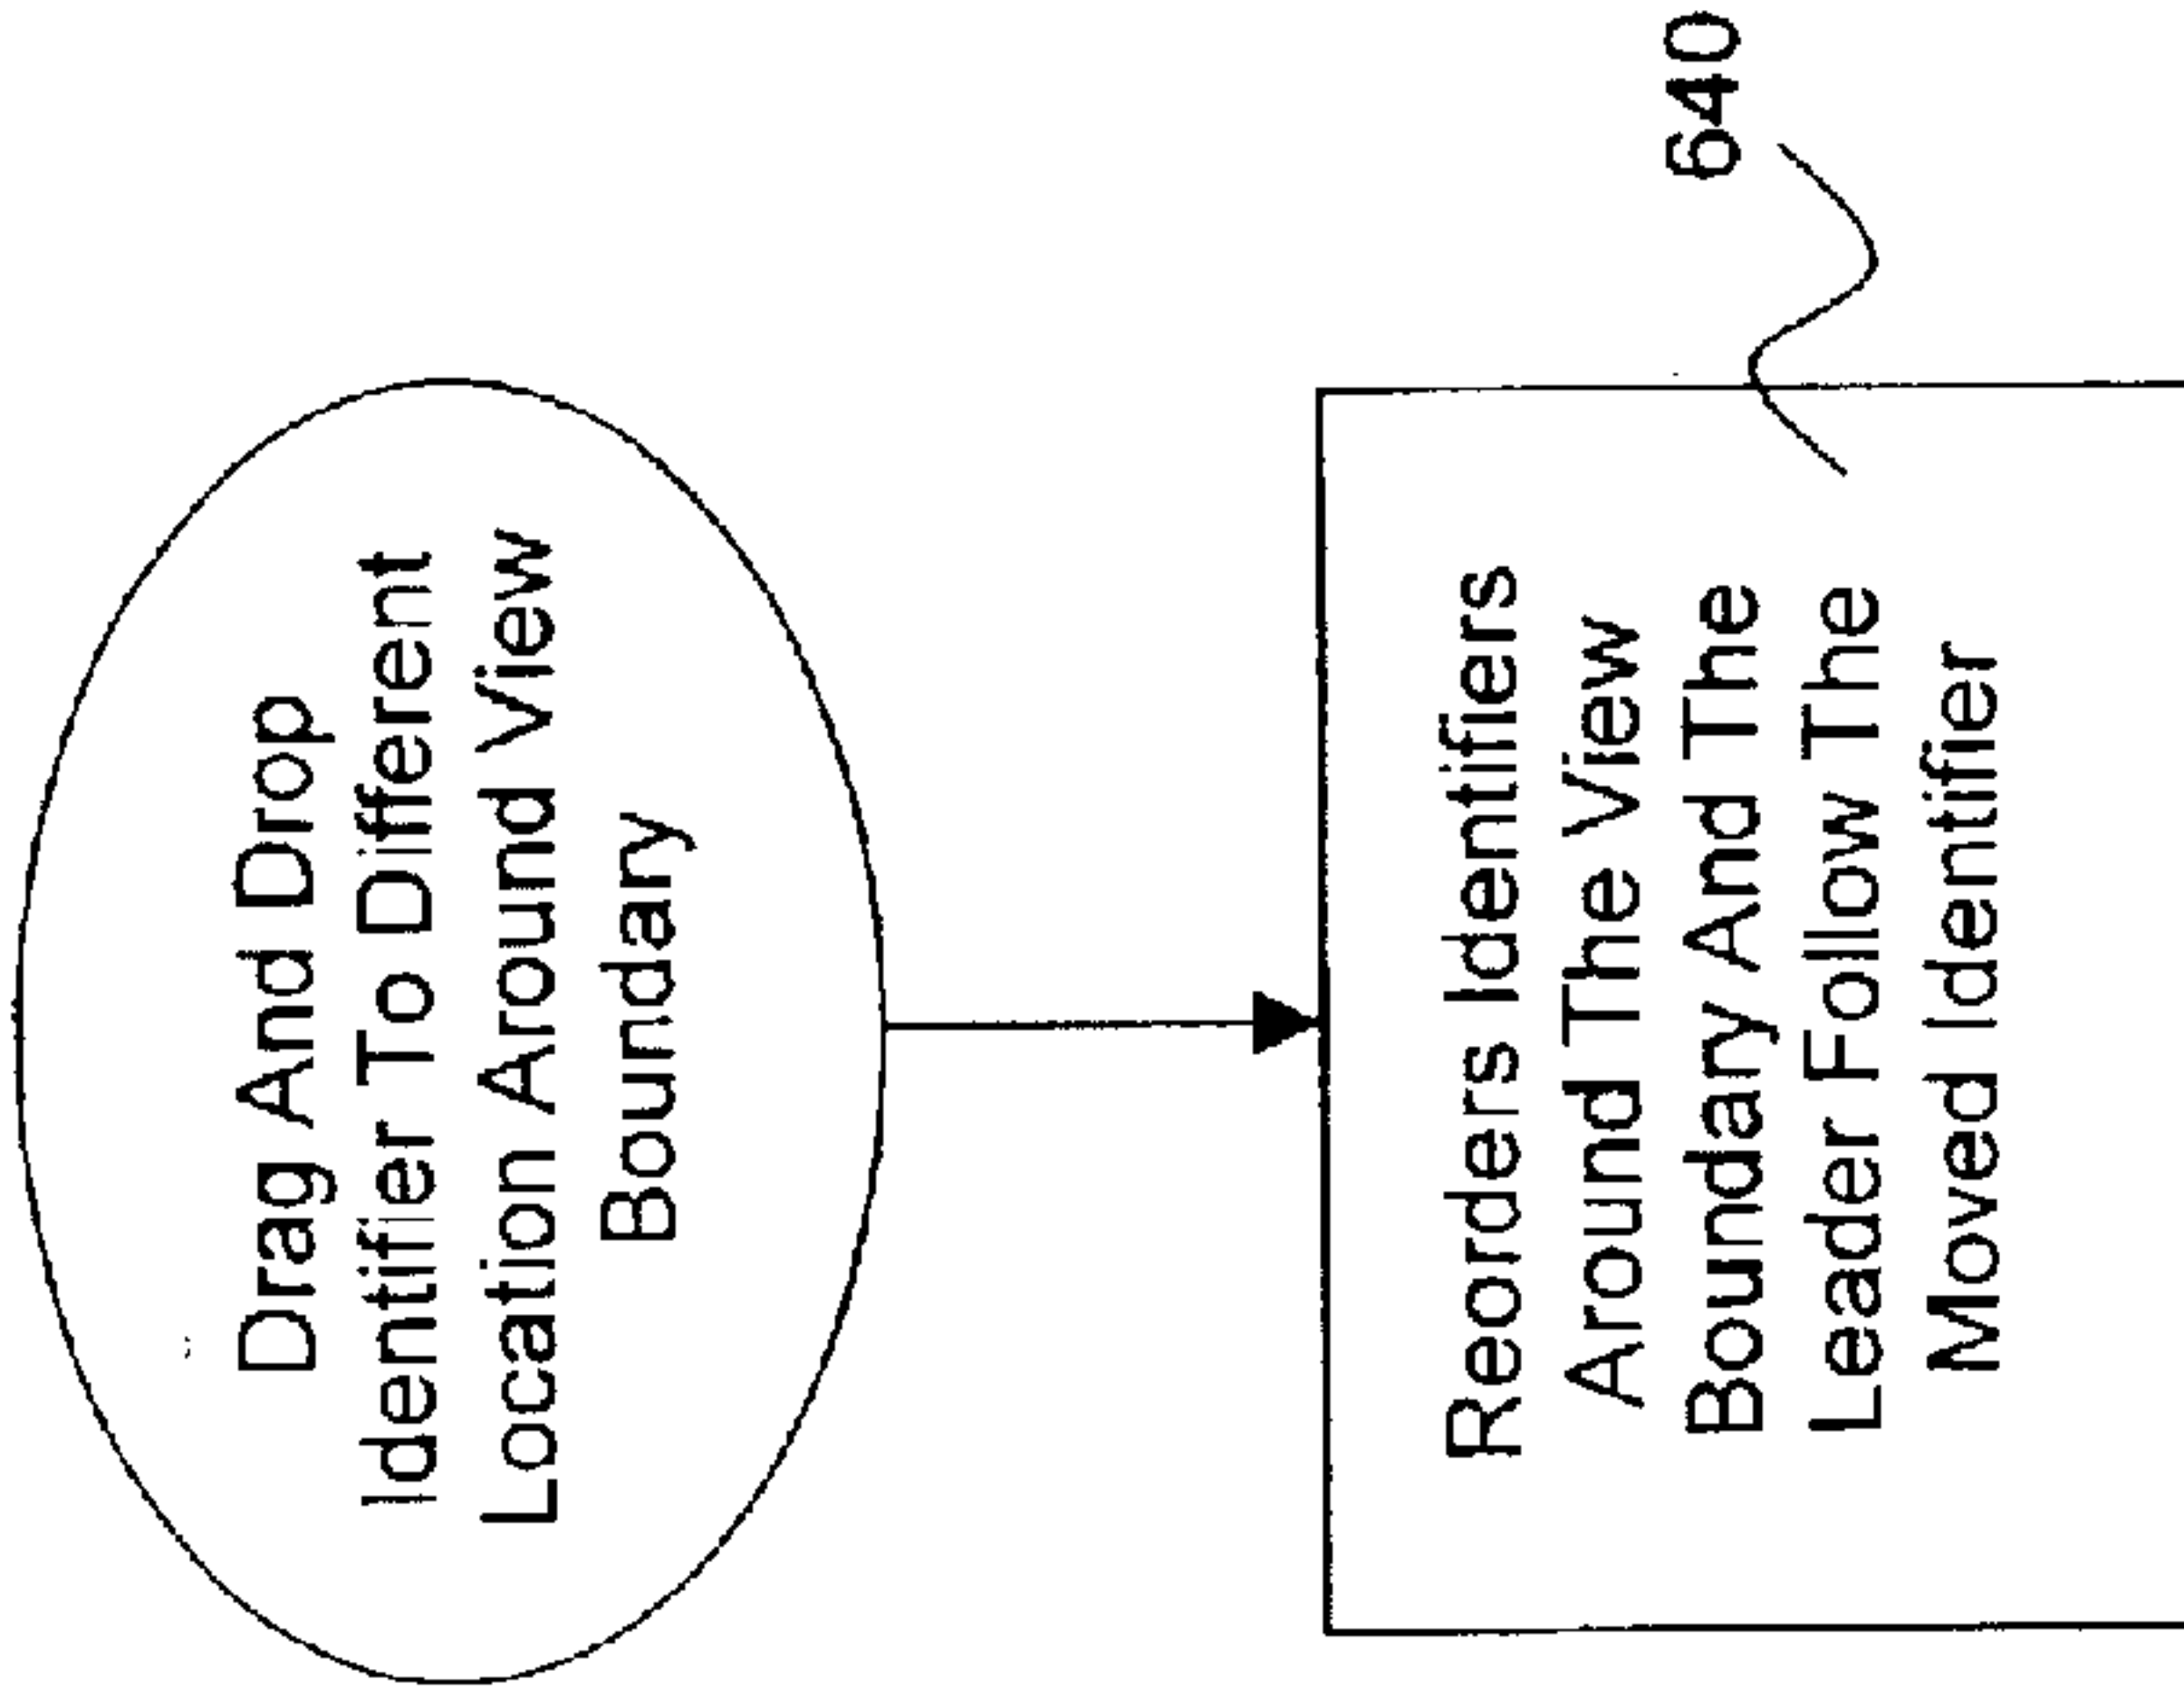 Drag And Drop
Identifier To Different
Location Around View
Boundary
Reorders Identifiers
Around The View
Boundary And The
Leader Follow The
Moved Identifier
640